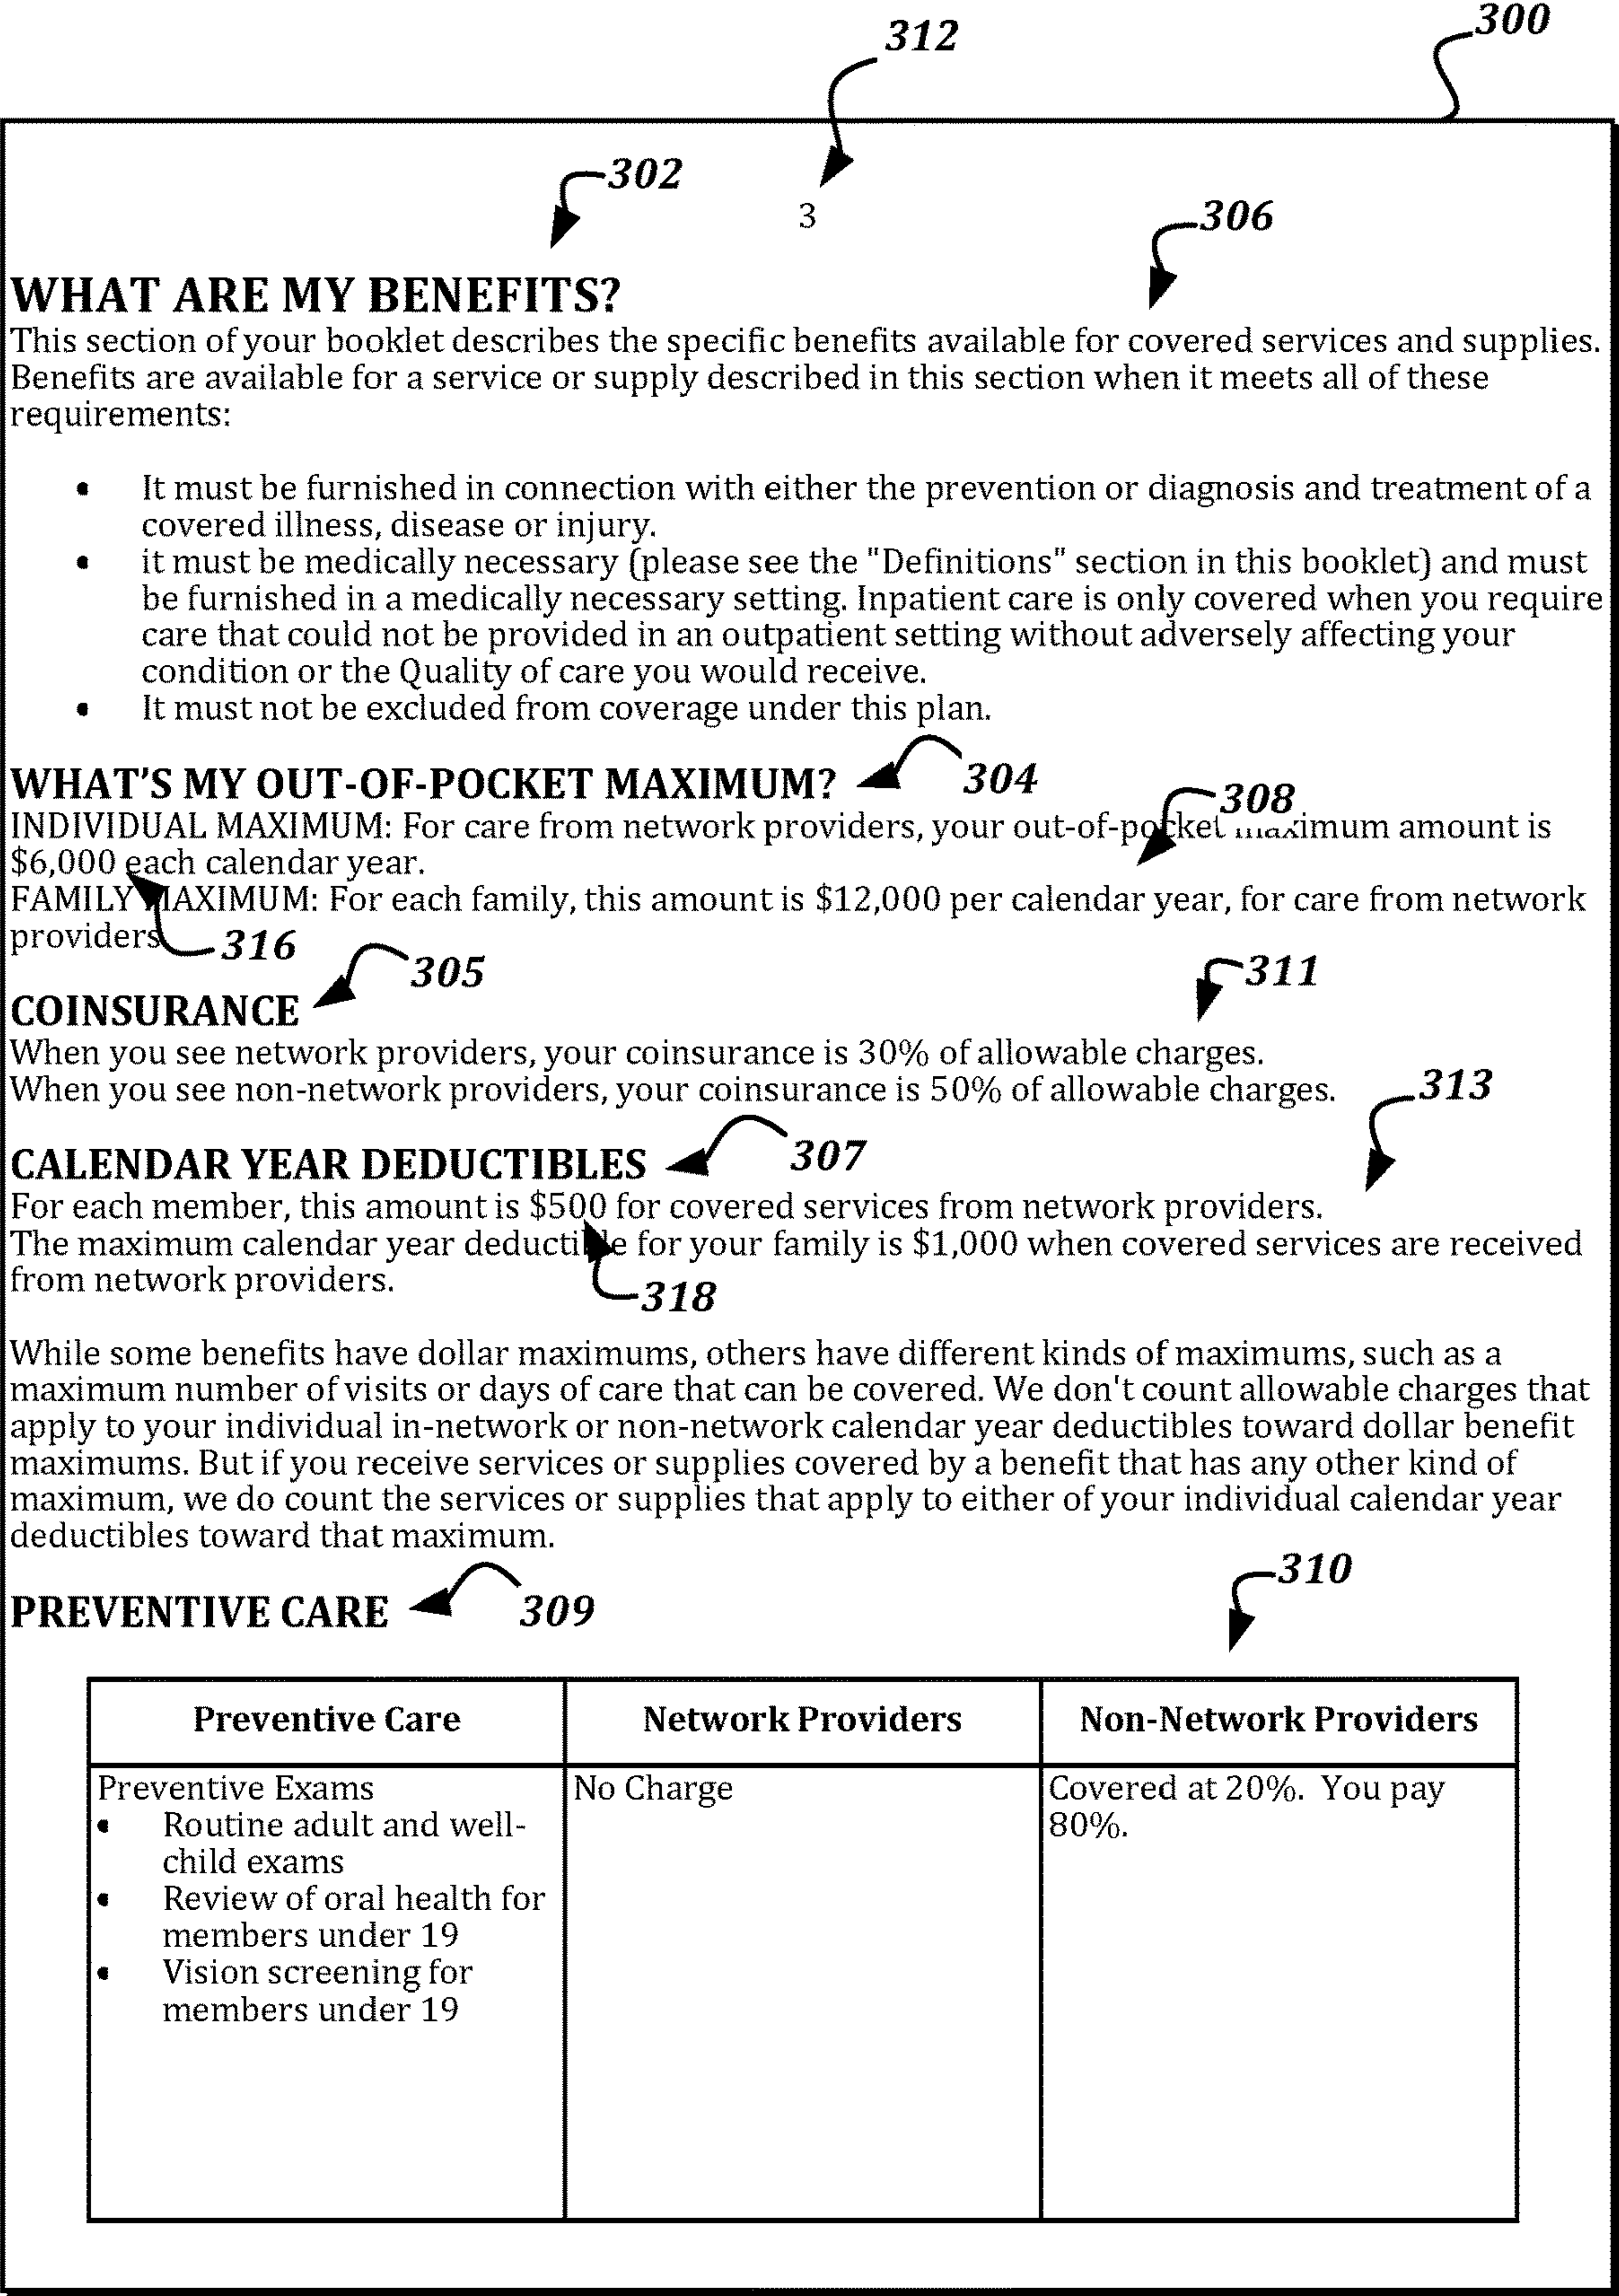 300
312
302
3
306
WHAT ARE MY BENEFITS?
This section of your booklet describes the specific benefits available for covered services and supplies.
Benefits are available for a service or supply described in this section when it meets all of these
requirements:
• It must be furnished in connection with either the prevention or diagnosis and treatment of a
covered illness, disease or injury.
• it must be medically necessary (please see the "Definitions" section in this booklet) and must
be furnished in a medically necessary setting. Inpatient care is only covered when you require
care that could not be provided in an outpatient setting without adversely affecting your
condition or the Quality of care you would receive.
• It must not be excluded from coverage under this plan.
WHAT'S MY OUT-OF-POCKET MAXIMUM?
304
308
INDIVIDUAL MAXIMUM: For care from network providers, your out-of-pocket maximum amount is
$6,000 each calendar year.
FAMILY MAXIMUM: For each family, this amount is $12,000 per calendar year, for care from network
providers
316
305
311
COINSURANCE
When you see network providers, your coinsurance is 30% of allowable charges.
When you see non-network providers, your coinsurance is 50% of allowable charges.
313
CALENDAR YEAR DEDUCTIBLES
307
For each member, this amount is $500 for covered services from network providers.
The maximum calendar year deductible for your family is $1,000 when covered services are received
from network providers.
318
While some benefits have dollar maximums, others have different kinds of maximums, such as a
maximum number of visits or days of care that can be covered. We don't count allowable charges that
apply to your individual in-network or non-network calendar year deductibles toward dollar benefit
maximums. But if you receive services or supplies covered by a benefit that has any other kind of
maximum, we do count the services or supplies that apply to either of your individual calendar year
deductibles toward that maximum.
310
PREVENTIVE CARE
309
Preventive Care
Network Providers
Non-Network Providers
Preventive Exams
• Routine adult and well-
child exams
• Review of oral health for
members under 19
• Vision screening for
members under 19
No Charge
Covered at 20%. You pay
80%.